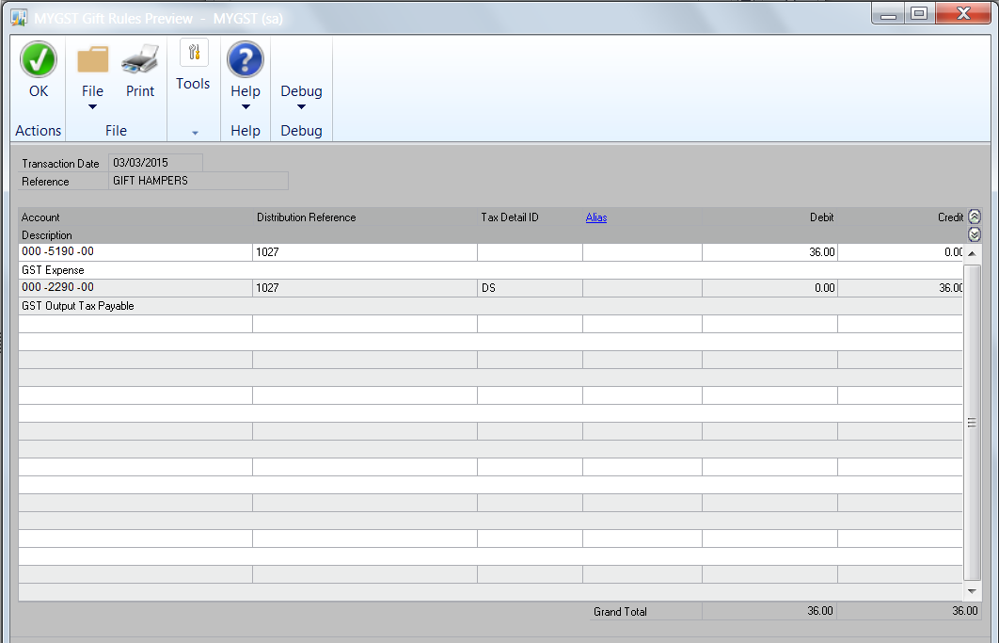 MYGST Gift Rules Preview - MYGST (sa)
OK File Print Tools Help Debug
Actions File Help Debug
Transaction Date 03/03/2015
Reference GIFT HAMPERS
Account Distribution Reference Tax Detail ID Alias Debit Credit
Description
000 -5190 -00 1027 36.00 0.00
GST Expense
000 -2290 -00 1027 DS 0.00 36.00
GST Output Tax Payable
Grand Total 36.00 36.00